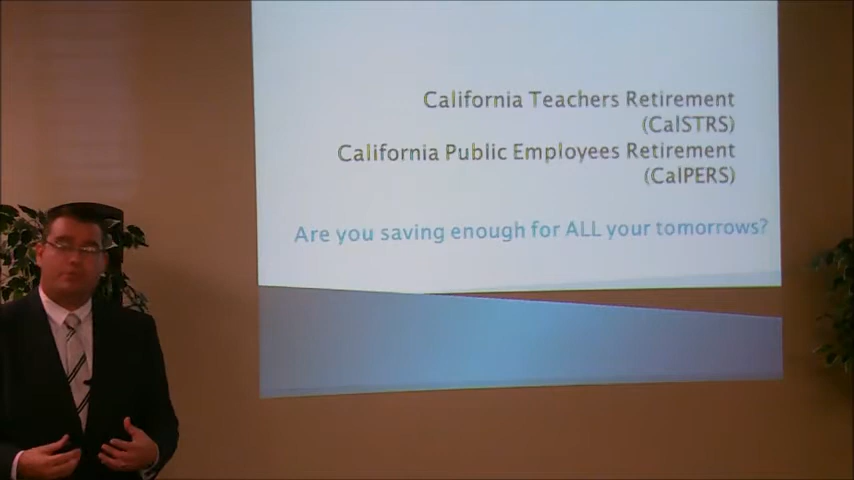 California Teachers Retirement
(CalSTRS)
California Public Employees Retirement
(CalPERS)
Are you saving enough for ALL your tomorrows?